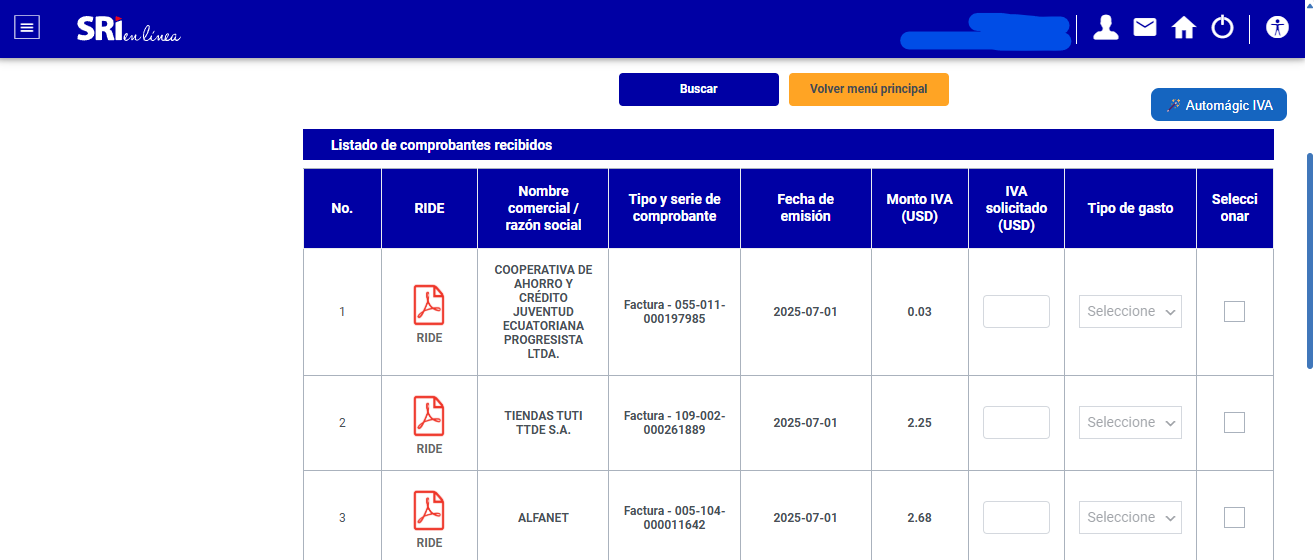 SRi en línea
Buscar
Volver menú principal
Automágic IVA
Listado de comprobantes recibidos
No.
RIDE
Nombre
comercial /
razón social
Tipo y serie de
comprobante
Fecha de
emisión
Monto IVA
(USD)
IVA
solicitado
(USD)
Tipo de gasto
Selecci
onar
1
RIDE
COOPERATIVA DE
AHORRO Y
CRÉDITO
JUVENTUD
ECUATORIANA
PROGRESISTA
LTDA.
Factura - 055-011-
000197985
2025-07-01
0.03
Seleccione
2
RIDE
TIENDAS TUTI
TTDE S.A.
Factura - 109-002-
000261889
2025-07-01
2.25
Seleccione
3
RIDE
ALFANET
Factura - 005-104-
000011642
2025-07-01
2.68
Seleccione